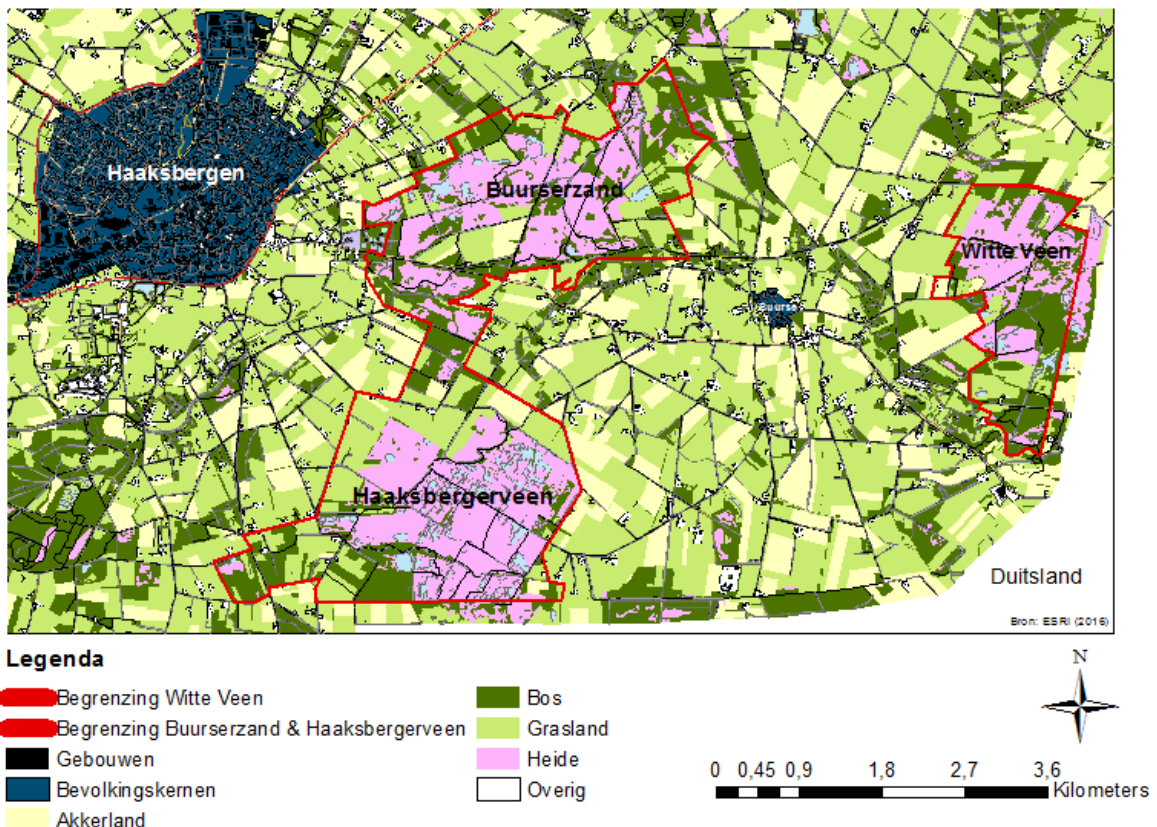 Haaksbergen
Buurserzand
Witte Veen
Buurse
Haaksbergerveen
Duitsland
Bron: ESRI (2016)
Legenda
Begrenzing Witte Veen
Begrenzing Buurserzand & Haaksbergerveen
Gebouwen
Bevolkingskernen
Akkerland
Bos
Grasland
Heide
Overig
N
0 0,45 0,9 1,8 2,7 3,6
Kilometers